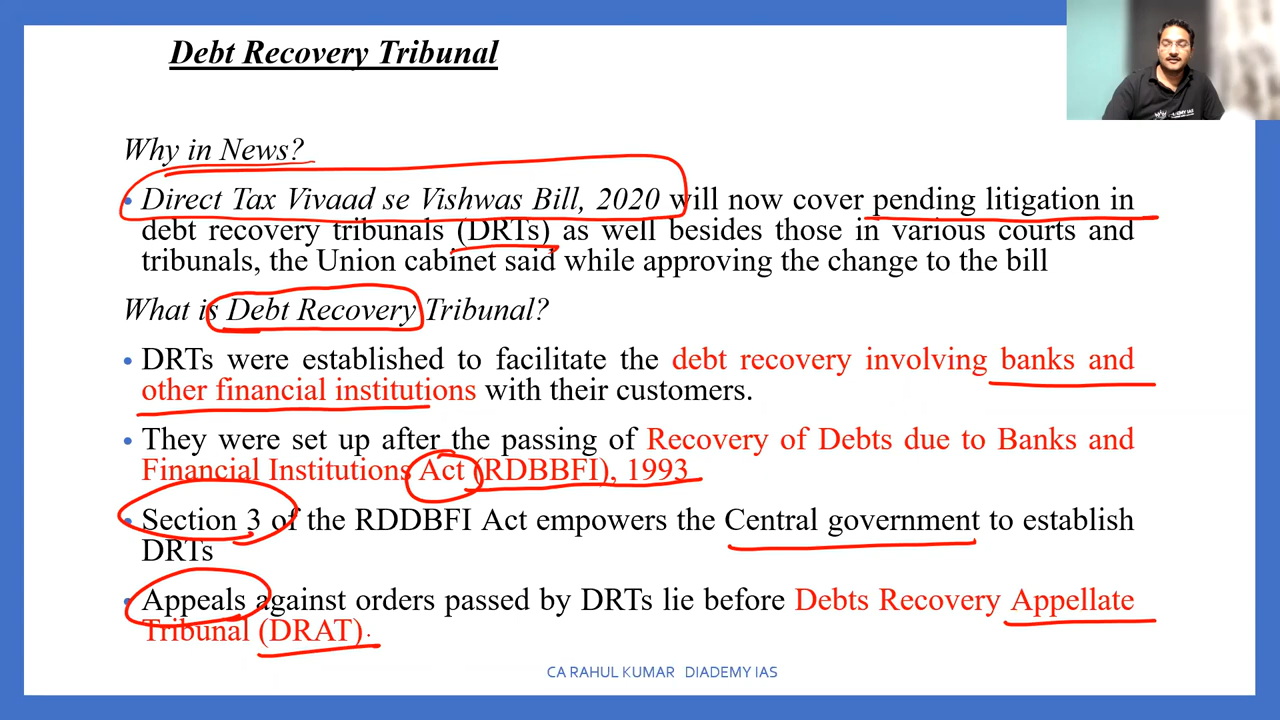 Debt Recovery Tribunal
Why in News?
• Direct Tax Vivaad se Vishwas Bill, 2020 will now cover pending litigation in
debt recovery tribunals (DRTs) as well besides those in various courts and
tribunals, the Union cabinet said while approving the change to the bill
What is Debt Recovery Tribunal?
• DRTs were established to facilitate the debt recovery involving banks and
other financial institutions with their customers.
• They were set up after the passing of Recovery of Debts due to Banks and
Financial Institutions Act (RDBBFI), 1993
• Section 3 of the RDDBFI Act empowers the Central government to establish
DRTs
• Appeals against orders passed by DRTs lie before Debts Recovery Appellate
Tribunal (DRAT).
CA RAHUL KUMAR DIADEMY IAS